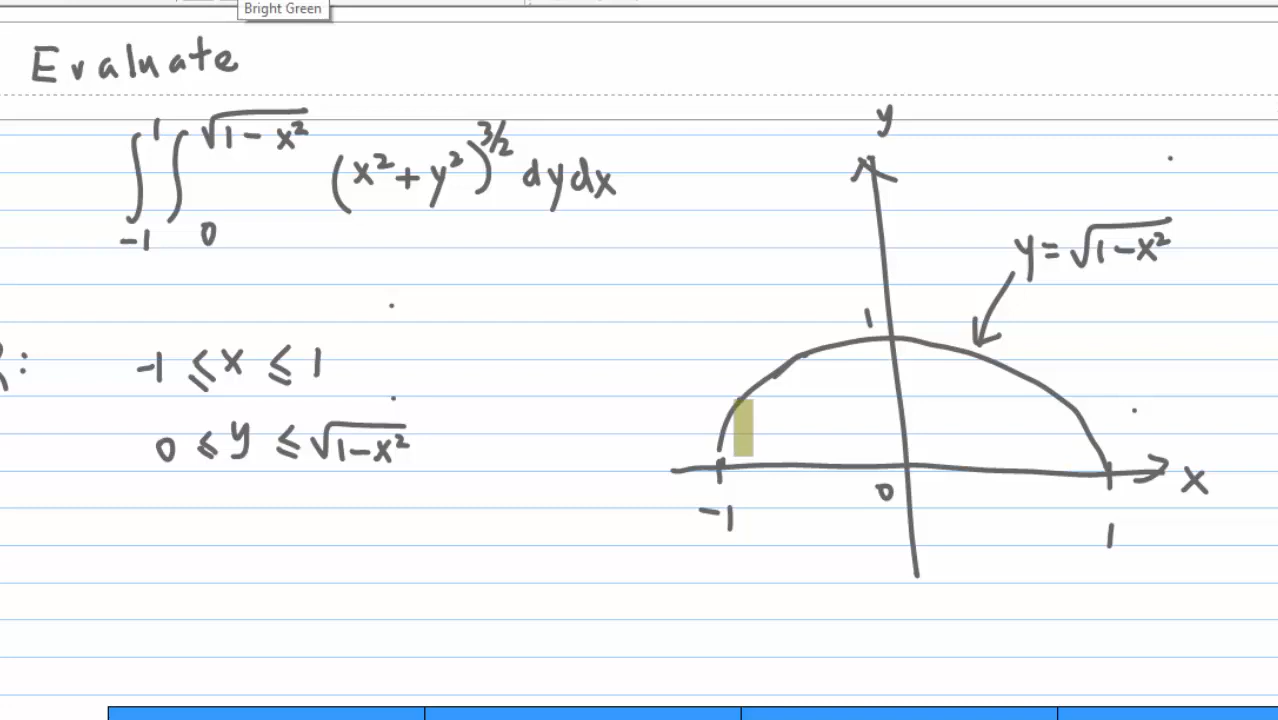 Bright Green
Evaluate
∫_{-1}^{1} ∫_{0}^{√(1-x²)} (x²+y²)^{3/2} dy dx
: -1 ≤ x ≤ 1
0 ≤ y ≤ √(1-x²)
y
y = √(1-x²)
1
0
x
-1
1